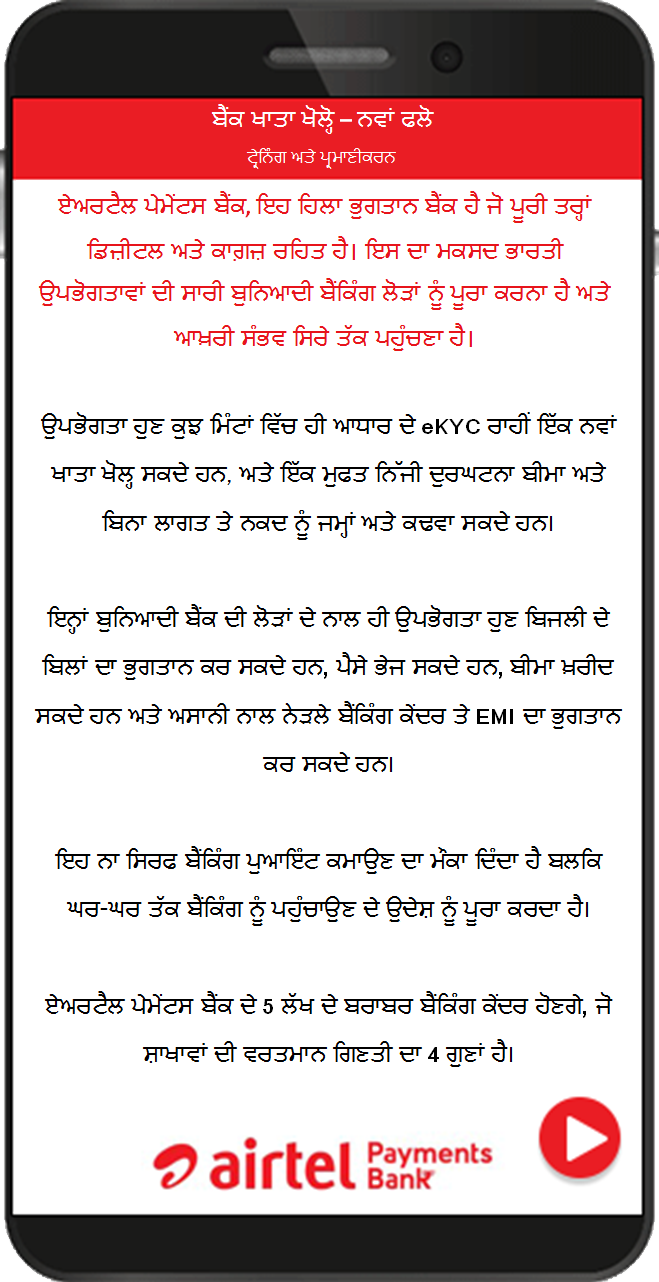 ਬੈਂਕ ਖਾਤਾ ਖੋਲ੍ਹੋ – ਨਵਾਂ ਫਲੋ
ਟ੍ਰੇਨਿੰਗ ਅਤੇ ਪ੍ਰਮਾਣੀਕਰਨ
ਏਅਰਟੈਲ ਪੇਮੇਂਟਸ ਬੈਂਕ, ਇਹ ਹਿਲਾ ਭੁਗਤਾਨ ਬੈਂਕ ਹੈ ਜੋ ਪੂਰੀ ਤਰ੍ਹਾਂ
ਡਿਜ਼ੀਟਲ ਅਤੇ ਕਾਗ਼ਜ਼ ਰਹਿਤ ਹੈ। ਇਸ ਦਾ ਮਕਸਦ ਭਾਰਤੀ
ਉਪਭੋਗਤਾਵਾਂ ਦੀ ਸਾਰੀ ਬੁਨਿਆਦੀ ਬੈਂਕਿੰਗ ਲੋੜਾਂ ਨੂੰ ਪੂਰਾ ਕਰਨਾ ਹੈ ਅਤੇ
ਆਖ਼ਰੀ ਸੰਭਵ ਸਿਰੇ ਤੱਕ ਪਹੁੰਚਣਾ ਹੈ।
ਉਪਭੋਗਤਾ ਹੁਣ ਕੁਝ ਮਿੰਟਾਂ ਵਿੱਚ ਹੀ ਆਧਾਰ ਦੇ eKYC ਰਾਹੀਂ ਇੱਕ ਨਵਾਂ
ਖਾਤਾ ਖੋਲ੍ਹ ਸਕਦੇ ਹਨ, ਅਤੇ ਇੱਕ ਮੁਫਤ ਨਿੱਜੀ ਦੁਰਘਟਨਾ ਬੀਮਾ ਅਤੇ
ਬਿਨਾ ਲਾਗਤ ਤੇ ਨਕਦ ਨੂੰ ਜਮ੍ਹਾਂ ਅਤੇ ਕਢਵਾ ਸਕਦੇ ਹਨ।
ਇਨ੍ਹਾਂ ਬੁਨਿਆਦੀ ਬੈਂਕ ਦੀ ਲੋੜਾਂ ਦੇ ਨਾਲ ਹੀ ਉਪਭੋਗਤਾ ਹੁਣ ਬਿਜਲੀ ਦੇ
ਬਿਲਾਂ ਦਾ ਭੁਗਤਾਨ ਕਰ ਸਕਦੇ ਹਨ, ਪੈਸੇ ਭੇਜ ਸਕਦੇ ਹਨ, ਬੀਮਾ ਖ਼ਰੀਦ
ਸਕਦੇ ਹਨ ਅਤੇ ਅਸਾਨੀ ਨਾਲ ਨੇੜਲੇ ਬੈਂਕਿੰਗ ਕੇਂਦਰ ਤੇ EMI ਦਾ ਭੁਗਤਾਨ
ਕਰ ਸਕਦੇ ਹਨ।
ਇਹ ਨਾ ਸਿਰਫ ਬੈਂਕਿੰਗ ਪੁਆਇੰਟ ਕਮਾਉਣ ਦਾ ਮੌਕਾ ਦਿੰਦਾ ਹੈ ਬਲਕਿ
ਘਰ-ਘਰ ਤੱਕ ਬੈਂਕਿੰਗ ਨੂੰ ਪਹੁੰਚਾਉਣ ਦੇ ਉਦੇਸ਼ ਨੂੰ ਪੂਰਾ ਕਰਦਾ ਹੈ।
ਏਅਰਟੈਲ ਪੇਮੇਂਟਸ ਬੈਂਕ ਦੇ 5 ਲੱਖ ਦੇ ਬਰਾਬਰ ਬੈਂਕਿੰਗ ਕੇਂਦਰ ਹੋਣਗੇ, ਜੋ
ਸ਼ਾਖਾਵਾਂ ਦੀ ਵਰਤਮਾਨ ਗਿਣਤੀ ਦਾ 4 ਗੁਣਾਂ ਹੈ।
airtel Payments
Bank